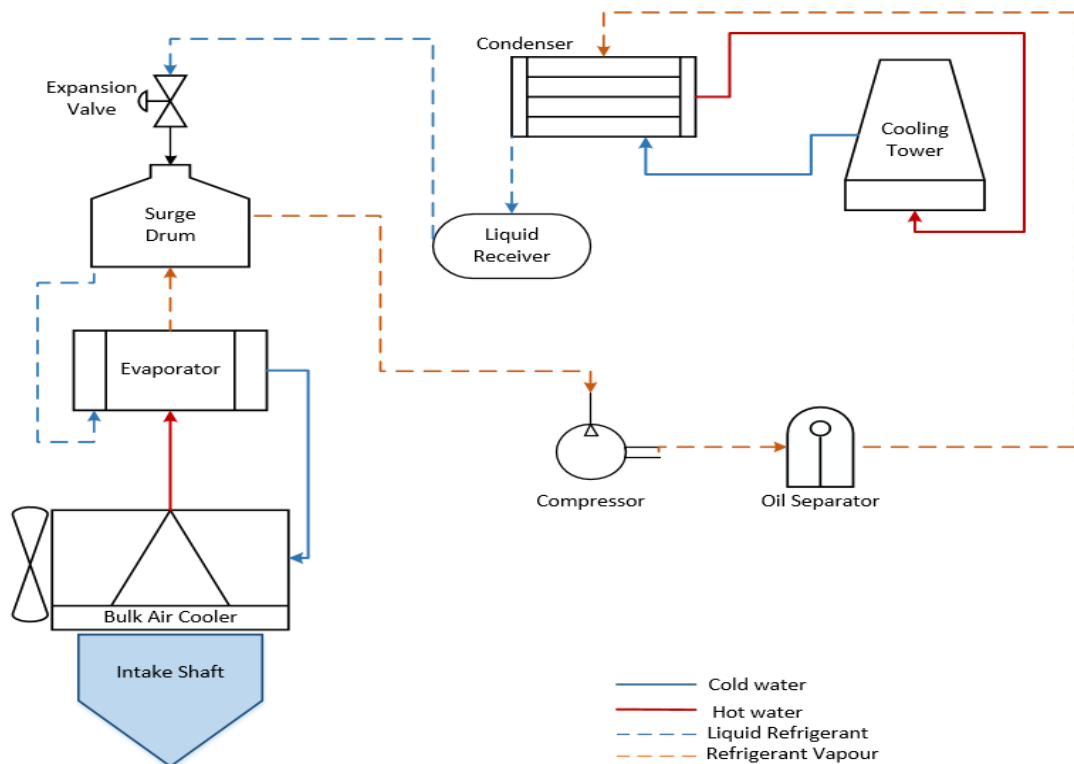 Condenser
Expansion
Valve
Cooling
Tower
Surge
Drum
Liquid
Receiver
Evaporator
Compressor
Oil Separator
Bulk Air Cooler
Intake Shaft
Cold water
Hot water
Liquid Refrigerant
Refrigerant Vapour